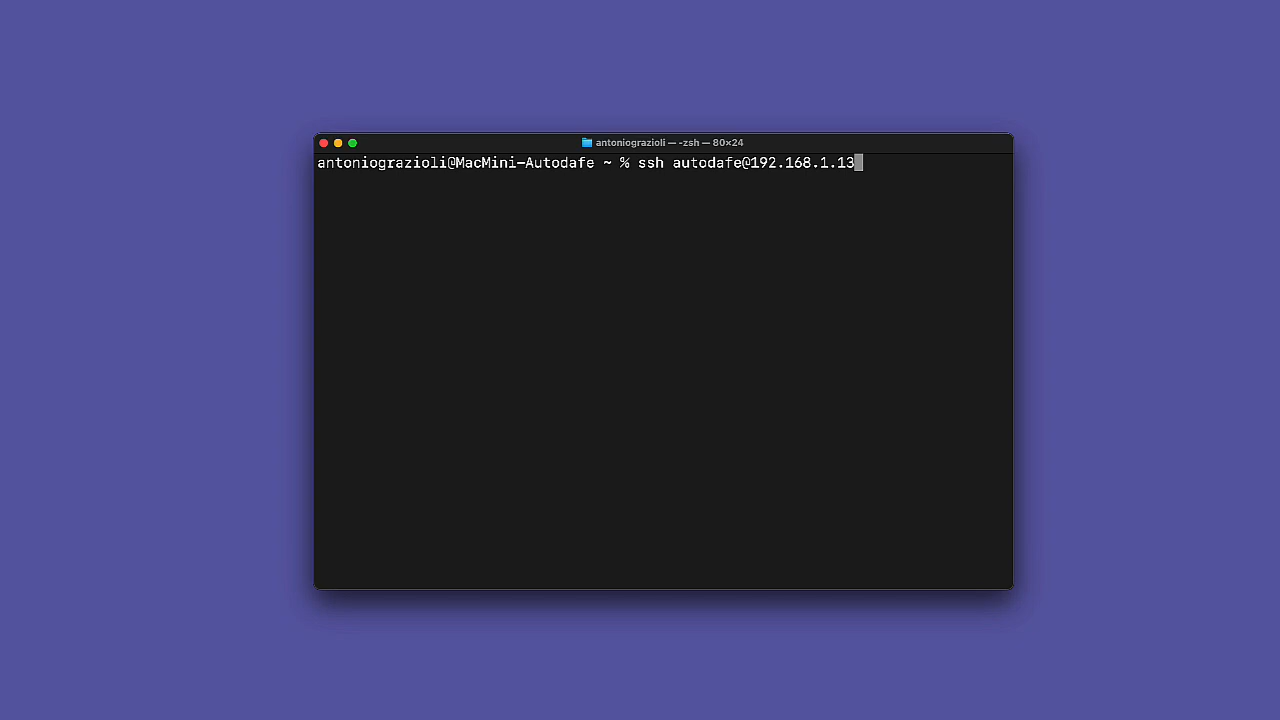 antoniograzioli — -zsh — 80×24
antoniograzioli@MacMini-Autodafe ~ % ssh autodafe@192.168.1.13